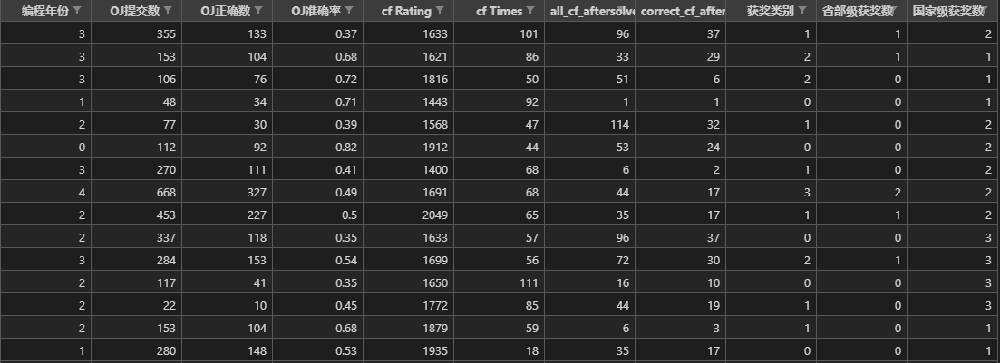 编程年份 OJ提交数 OJ正确数 OJ准确率 cf Rating cf Times all_cf_aftersolve correct_cf_after 获奖类别 省部级获奖数 国家级获奖数
3 355 133 0.37 1633 101 96 37 1 1 2
3 153 104 0.68 1621 86 33 29 2 1 1
3 106 76 0.72 1816 50 51 6 2 0 1
1 48 34 0.71 1443 92 1 1 0 0 1
2 77 30 0.39 1568 47 114 32 1 0 2
0 112 92 0.82 1912 44 53 24 0 0 2
3 270 111 0.41 1400 68 6 2 1 0 2
4 668 327 0.49 1691 68 44 17 3 2 2
2 453 227 0.5 2049 65 35 17 1 1 2
2 337 118 0.35 1633 57 96 37 0 0 3
3 284 153 0.54 1699 56 72 30 2 1 3
2 117 41 0.35 1650 111 16 10 0 0 3
2 22 10 0.45 1772 85 44 19 1 0 3
2 153 104 0.68 1879 59 6 3 1 0 1
1 280 148 0.53 1935 18 35 17 0 0 1